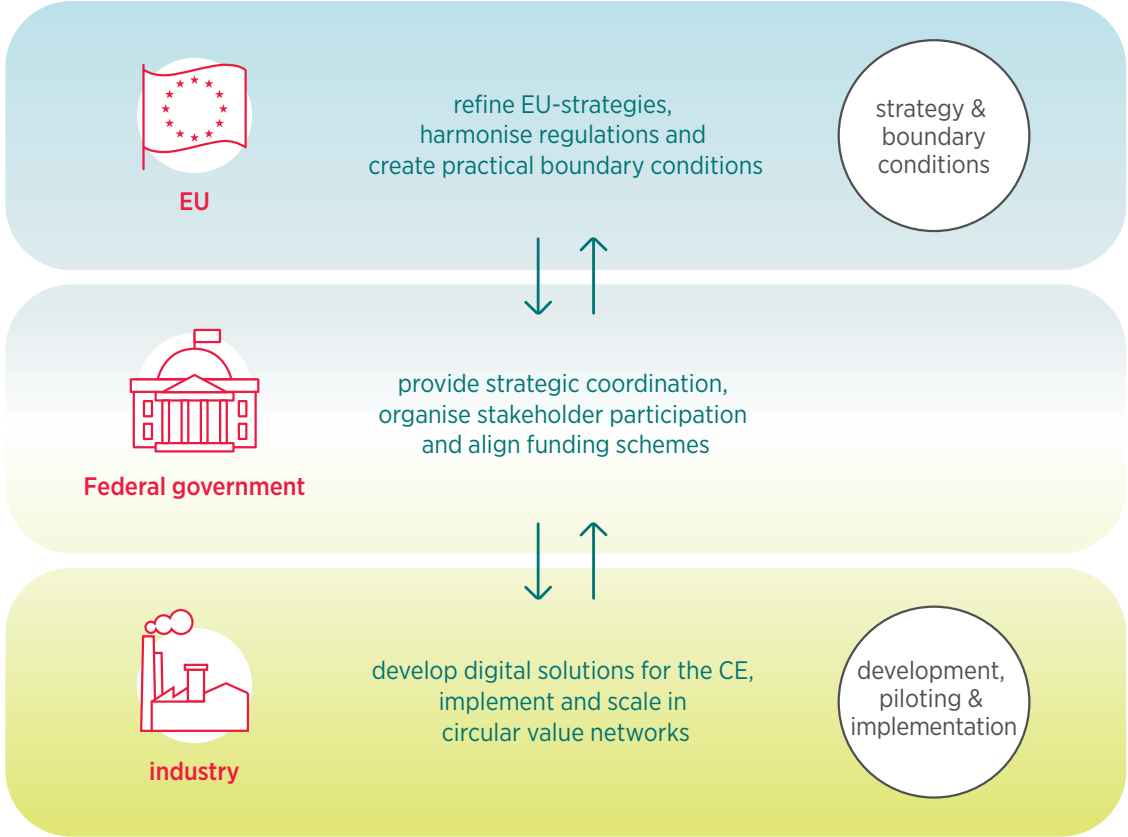 EU
refine EU-strategies,
harmonise regulations and
create practical boundary conditions
strategy &
boundary
conditions
Federal government
provide strategic coordination,
organise stakeholder participation
and align funding schemes
industry
develop digital solutions for the CE,
implement and scale in
circular value networks
development,
piloting &
implementation